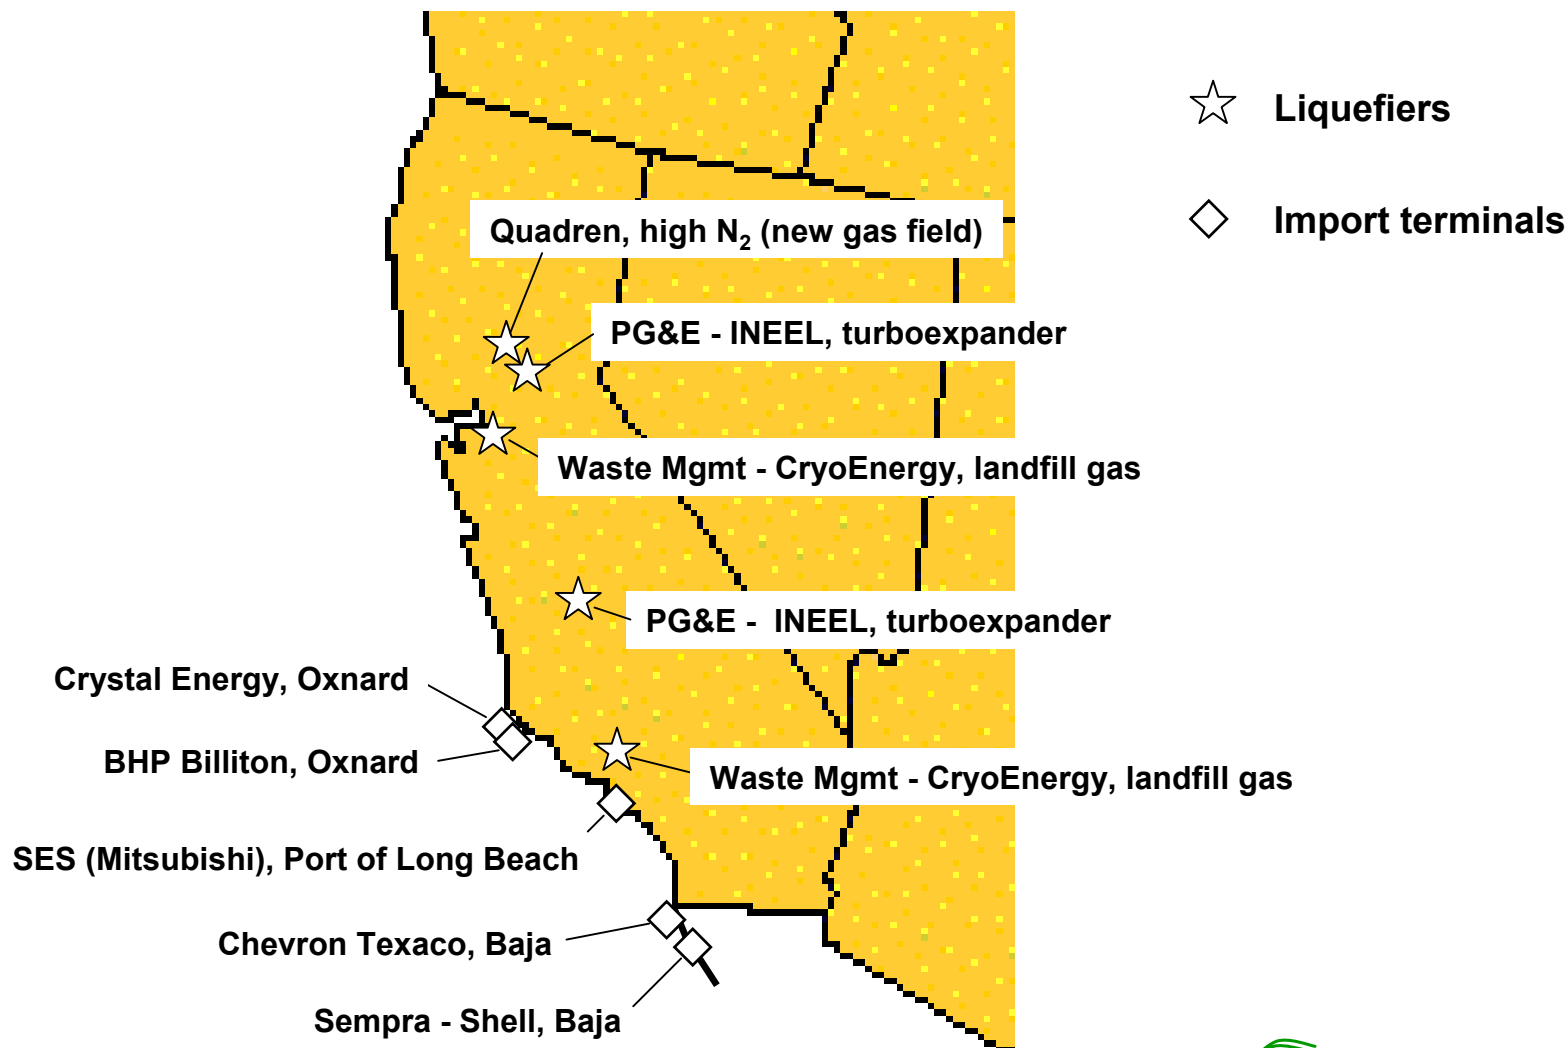 Liquefiers
Import terminals
Quadren, high N₂ (new gas field)
PG&E - INEEL, turboexpander
Waste Mgmt - CryoEnergy, landfill gas
PG&E - INEEL, turboexpander
Crystal Energy, Oxnard
BHP Billiton, Oxnard
Waste Mgmt - CryoEnergy, landfill gas
SES (Mitsubishi), Port of Long Beach
Chevron Texaco, Baja
Sempra - Shell, Baja